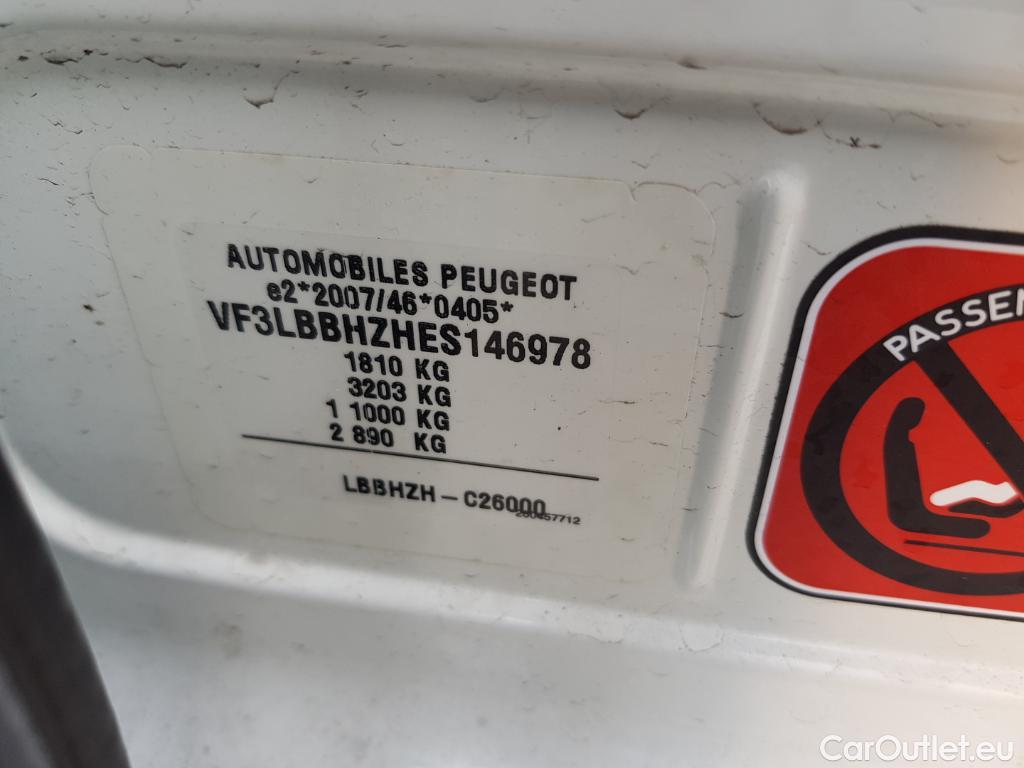 AUTOMOBILES PEUGEOT
e2*2007/46*0405*
VF3LBBHZHES146978
1810 KG
3203 KG
1 1000 KG
2 890 KG
LBBHZH - C26000
PASSEN
CarOutlet.eu